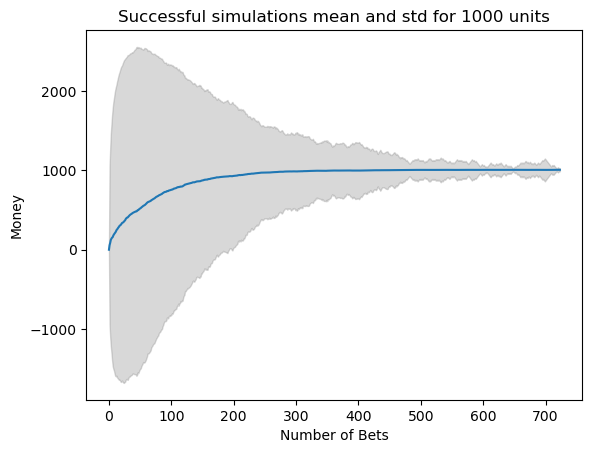 Successful simulations mean and std for 1000 units
Money
2000
1000
0
−1000
0 100 200 300 400 500 600 700
Number of Bets